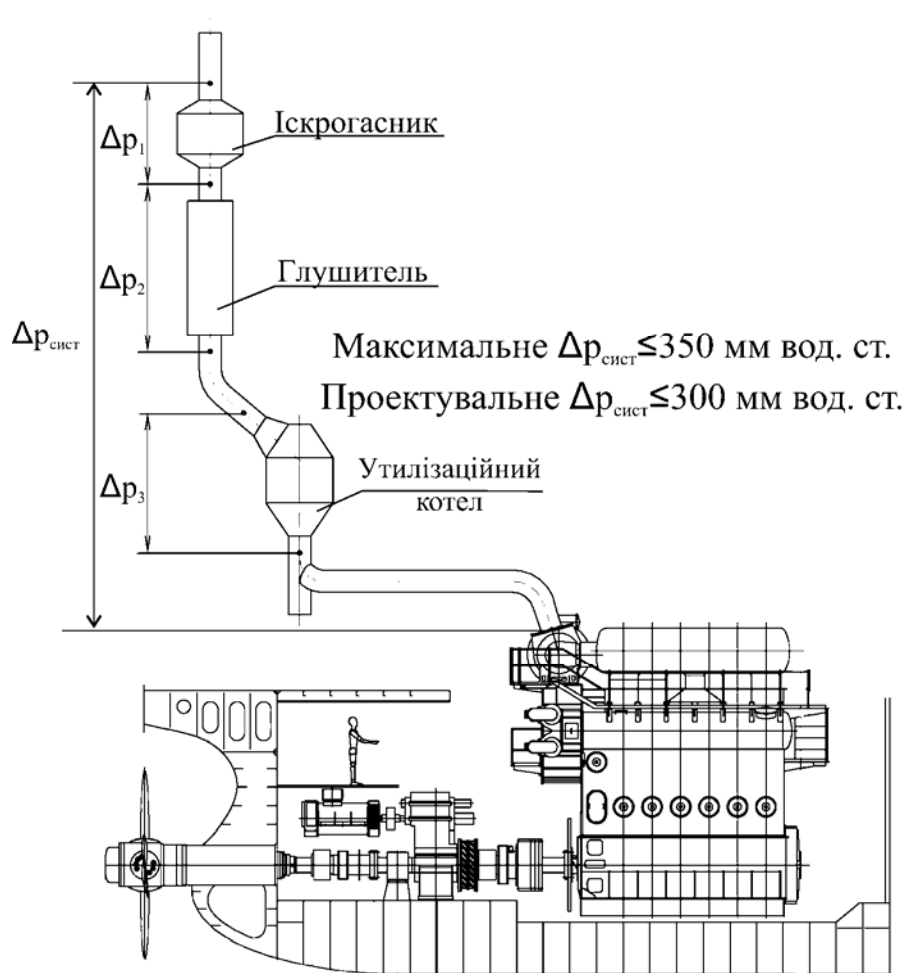 Іскрогасник
Δp₁
Глушитель
Δp₂
Δpсист
Максимальне Δpсист≤350 мм вод. ст.
Проектувальне Δpсист≤300 мм вод. ст.
Утилізаційний
котел
Δp₃